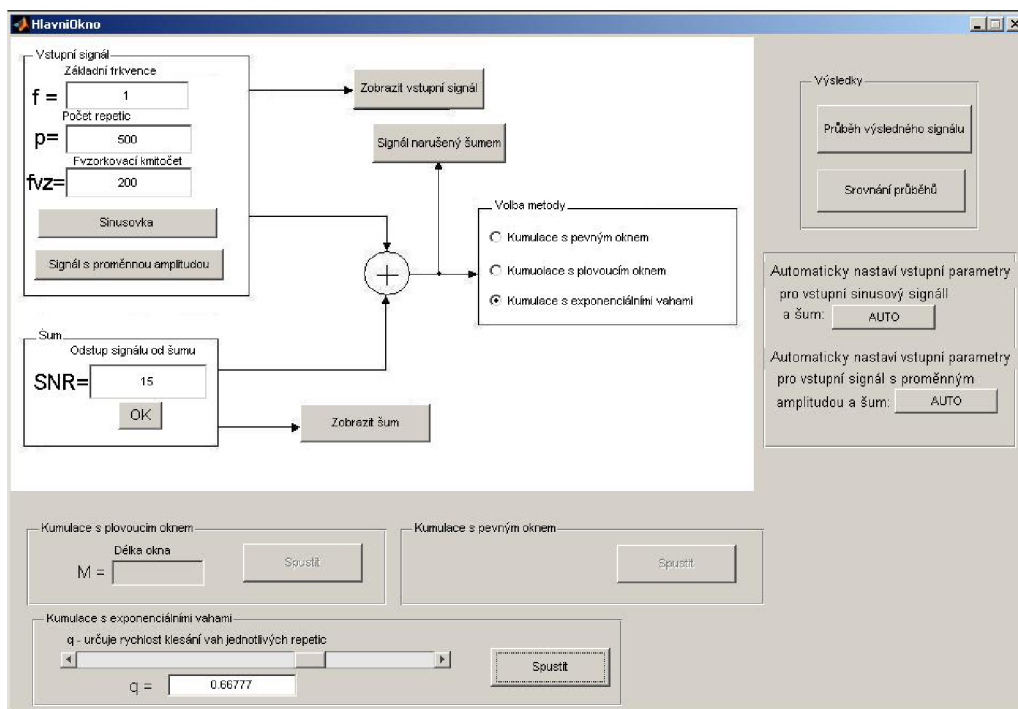 HlavniOkno
Vstupní signál
Základní frkvence
f = 1
Počet repetic
p= 500
Fvzorkovací kmitočet
fvz= 200
Sinusovka
Signál s proměnnou amplitudou
Zobrazit vstupní signál
Signál narušený šumem
Volba metody
Kumulace s pevným oknem
Kumuolace s plovoucím oknem
Kumulace s exponenciálními vahami
Šum
Odstup signálu od šumu
SNR= 15
OK
Zobrazit šum
Výsledky
Průběh výsledného signálu
Srovnání průběhů
Automaticky nastaví vstupní parametry
pro vstupní sinusový signáll
a šum: AUTO
Automaticky nastaví vstupní parametry
pro vstupní signál s proměnným
amplitudou a šum: AUTO
Kumulace s plovoucím oknem
Délka okna
M =
Spustit
Kumulace s pevným oknem
Spustit
Kumulace s exponenciálními vahami
q - určuje rychlost klesání vah jednotlivých repetic
q = 0.66777
Spustit